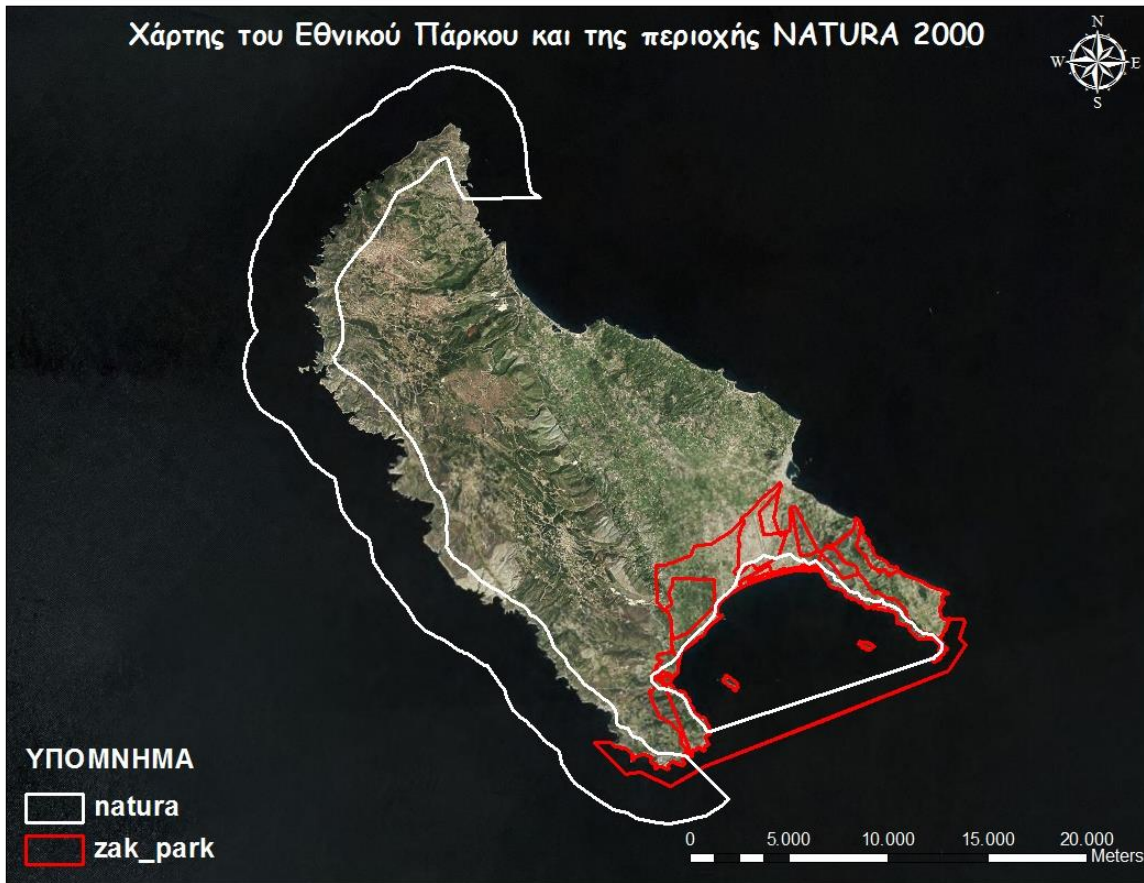 Χάρτης του Εθνικού Πάρκου και της περιοχής NATURA 2000
N
W E
S
ΥΠΟΜΝΗΜΑ
natura
zak_park
0 5.000 10.000 15.000 20.000
Meters